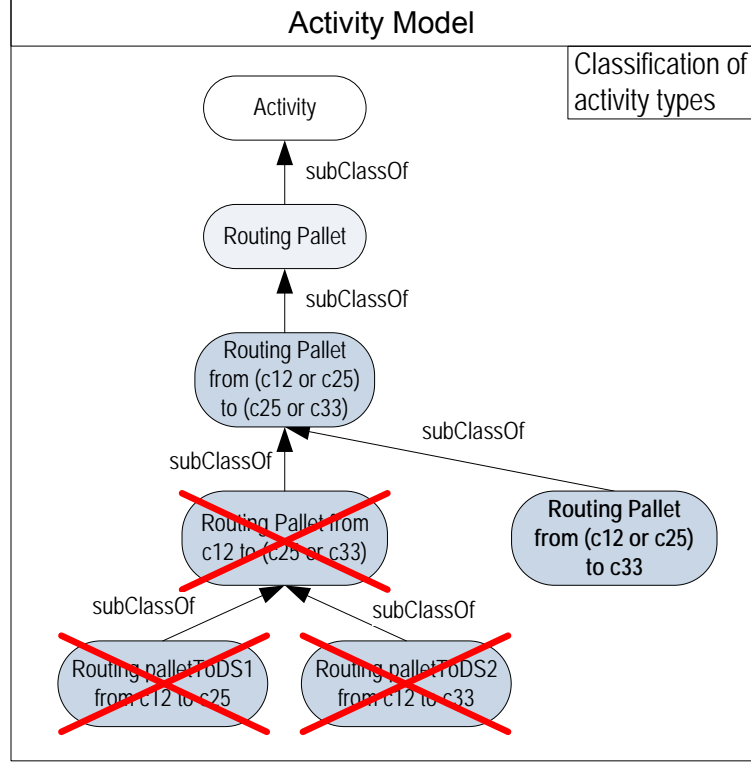 Activity Model
Classification of
activity types
Activity
subClassOf
Routing Pallet
subClassOf
Routing Pallet
from (c12 or c25)
to (c25 or c33)
subClassOf
subClassOf
Routing Pallet from
c12 to (c25 or c33)
Routing Pallet
from (c12 or c25)
to c33
subClassOf
subClassOf
Routing palletToDS1
from c12 to c25
Routing palletToDS2
from c12 to c33